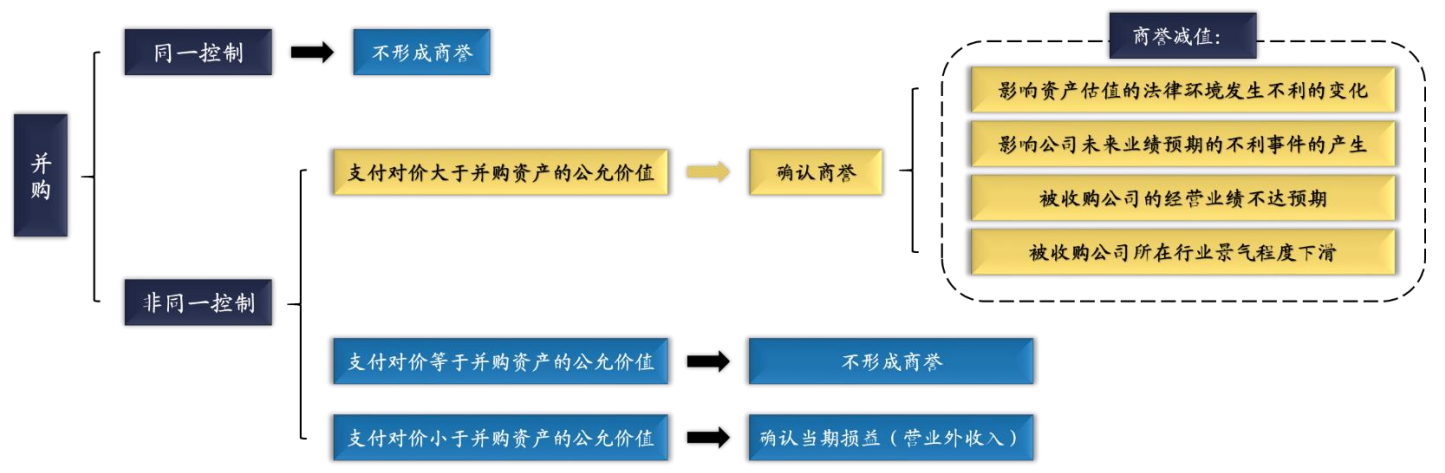 并购
同一控制
不形成商誉
非同一控制
支付对价大于并购资产的公允价值
确认商誉
商誉减值：
影响资产估值的法律环境发生不利的变化
影响公司未来业绩预期的不利事件的产生
被收购公司的经营业绩不达预期
被收购公司所在行业景气程度下滑
支付对价等于并购资产的公允价值
不形成商誉
支付对价小于并购资产的公允价值
确认当期损益（营业外收入）